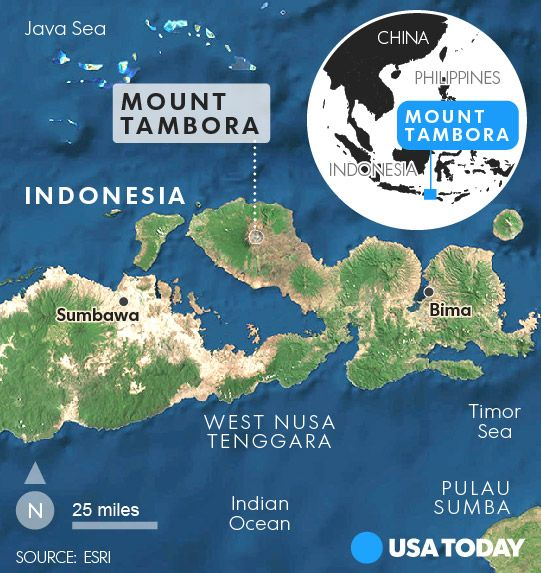 Java Sea
CHINA
PHILIPPINES
MOUNT
TAMBORA
MOUNT
TAMBORA
INDONESIA
INDONESIA
Sumbawa
Bima
WEST NUSA
TENGGARA
Timor
Sea
PULAU
SUMBA
N
25 miles
Indian
Ocean
SOURCE: ESRI
USA TODAY